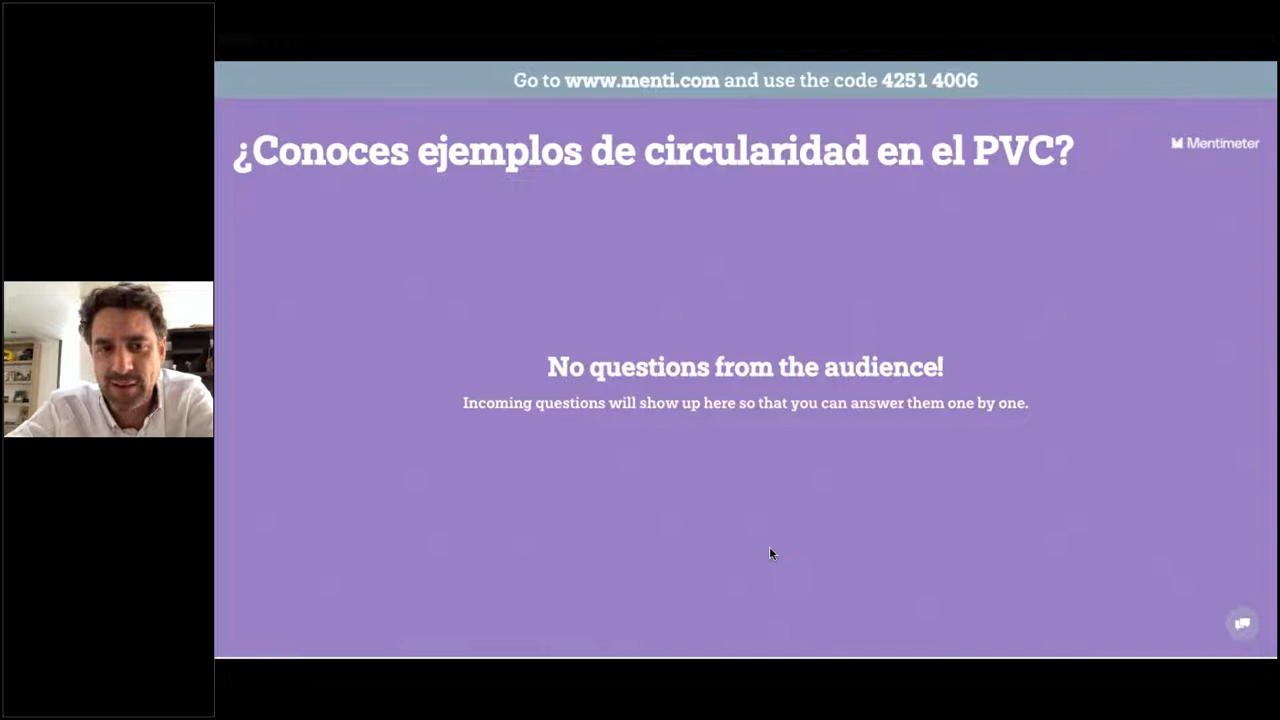 Go to www.menti.com and use the code 4251 4006
¿Conoces ejemplos de circularidad en el PVC?
Mentimeter
No questions from the audience!
Incoming questions will show up here so that you can answer them one by one.